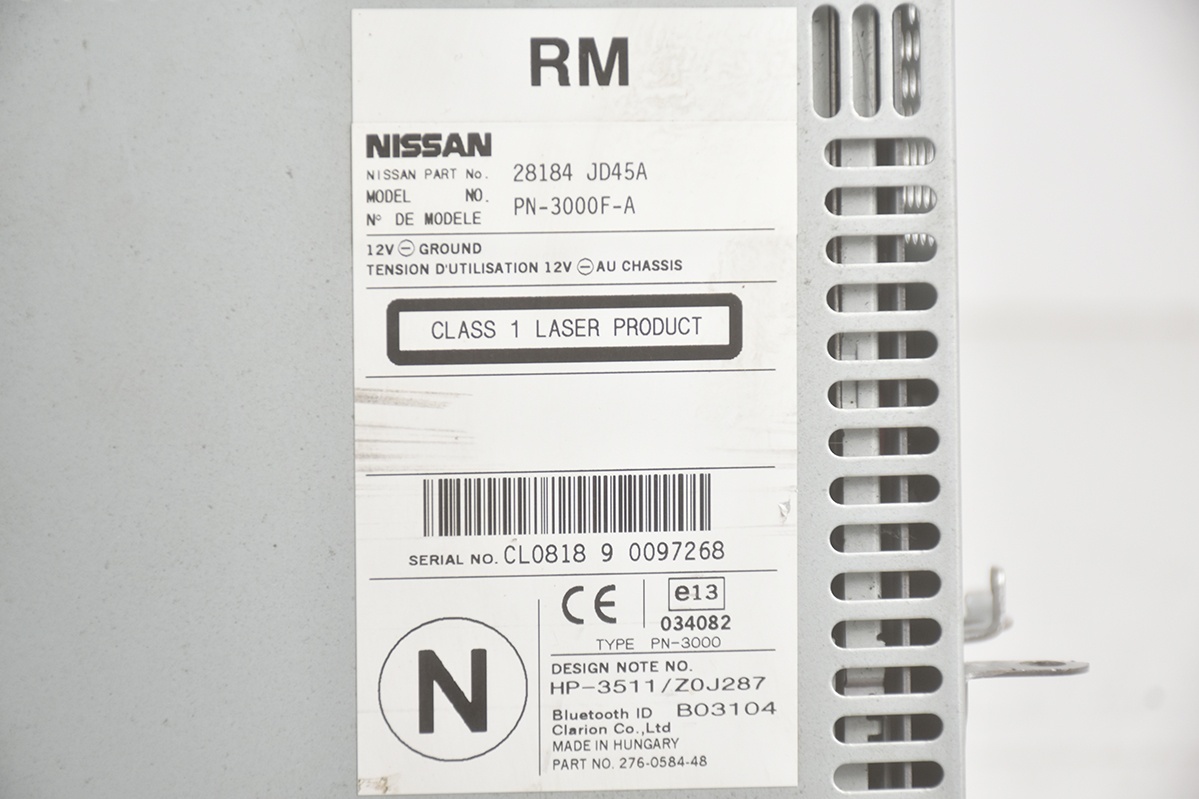 RM
NISSAN
NISSAN PART No. 28184 JD45A
MODEL NO. PN-3000F-A
N° DE MODELE
12V ⊖ GROUND
TENSION D'UTILISATION 12V ⊖ AU CHASSIS
CLASS 1 LASER PRODUCT
SERIAL NO. CL0818 9 0097268
CE e13
034082
TYPE PN-3000
N
DESIGN NOTE NO.
HP-3511/Z0J287
Bluetooth ID B03104
Clarion Co.,Ltd
MADE IN HUNGARY
PART NO. 276-0584-48